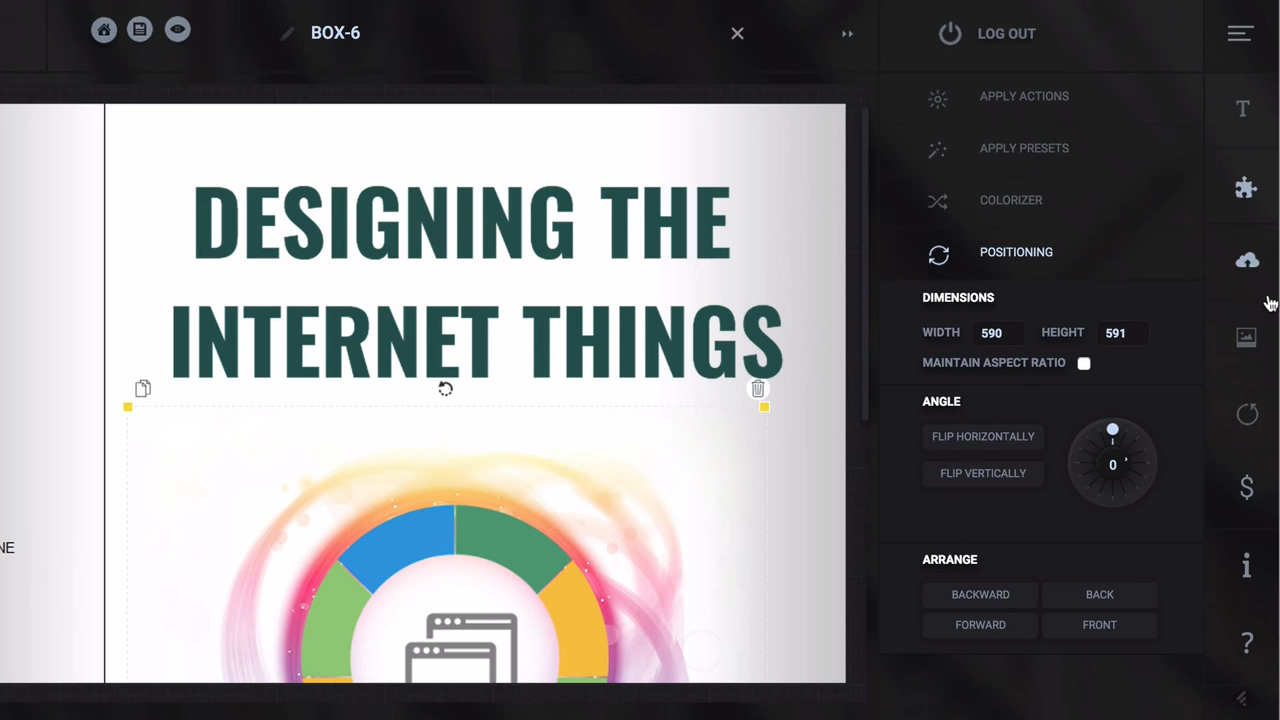 BOX-6
LOG OUT
APPLY ACTIONS
APPLY PRESETS
COLORIZER
POSITIONING
DIMENSIONS
WIDTH 590 HEIGHT 591
MAINTAIN ASPECT RATIO
ANGLE
FLIP HORIZONTALLY
FLIP VERTICALLY
0
ARRANGE
BACKWARD BACK
FORWARD FRONT
DESIGNING THE
INTERNET THINGS
NE